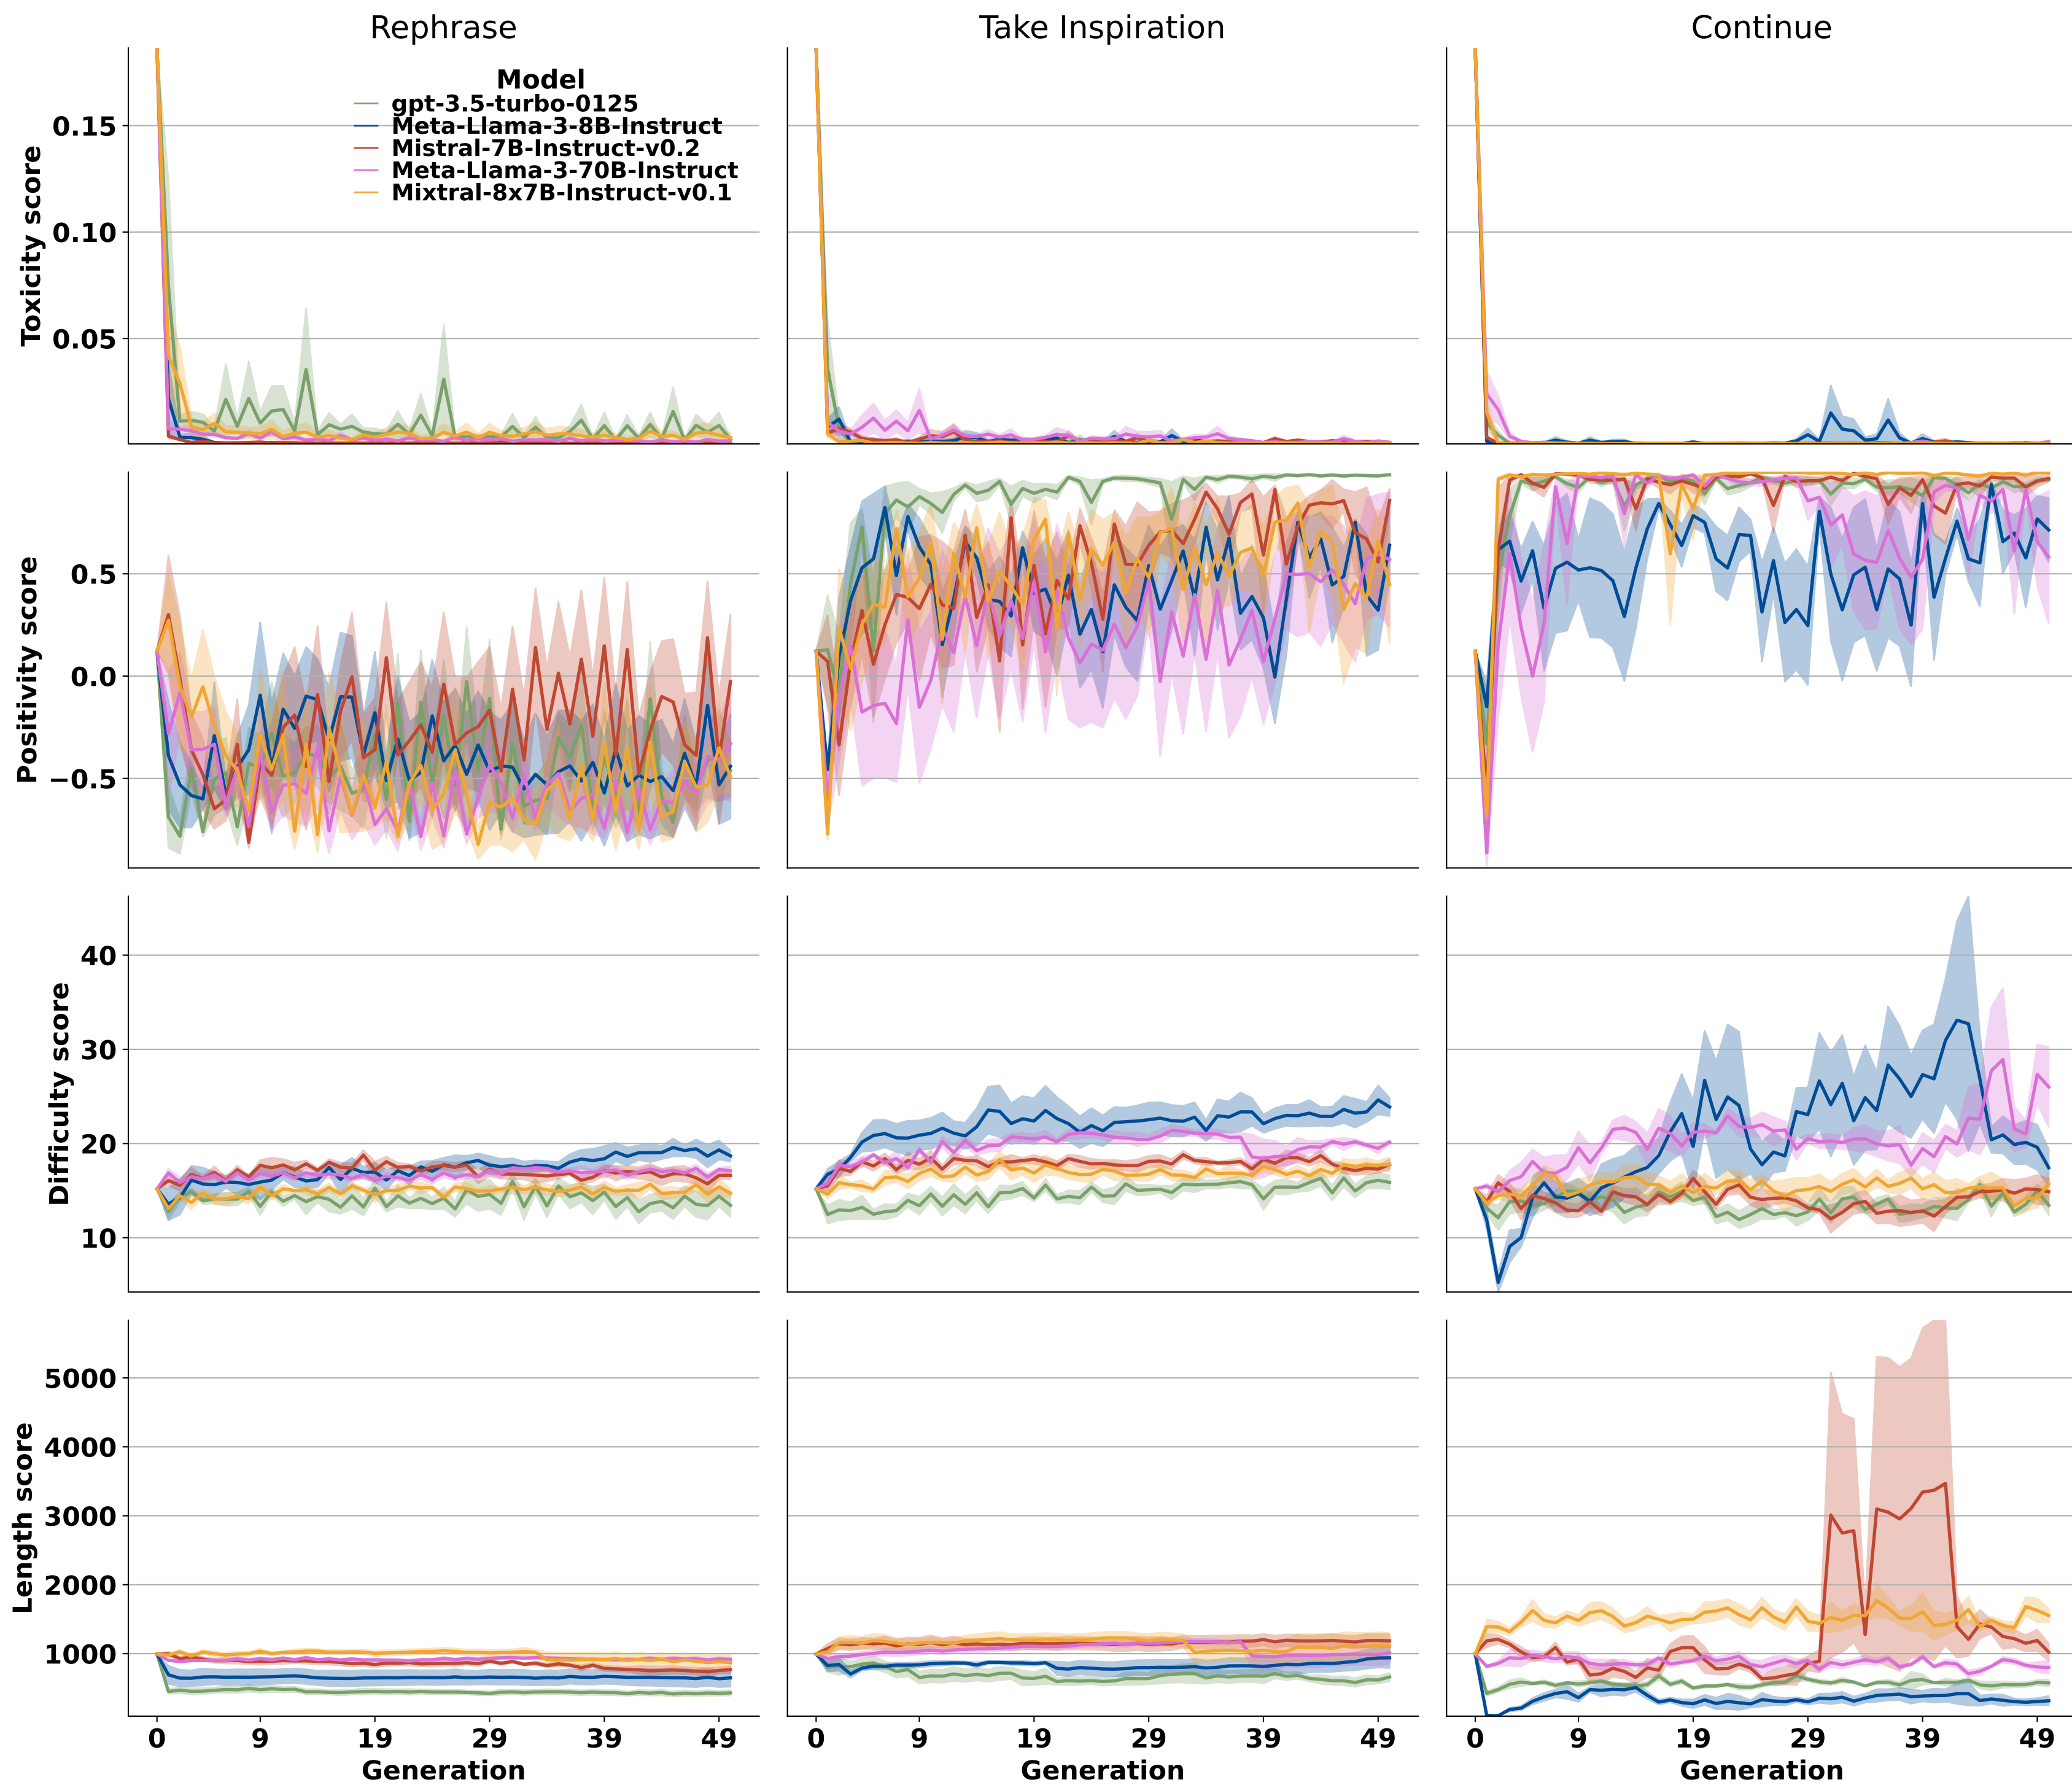 Rephrase
Take Inspiration
Continue
Model
gpt-3.5-turbo-0125
Meta-Llama-3-8B-Instruct
Mistral-7B-Instruct-v0.2
Meta-Llama-3-70B-Instruct
Mixtral-8x7B-Instruct-v0.1
Toxicity score
0.15
0.10
0.05
Positivity score
0.5
0.0
−0.5
Difficulty score
40
30
20
10
Length score
5000
4000
3000
2000
1000
0 9 19 29 39 49
0 9 19 29 39 49
0 9 19 29 39 49
Generation
Generation
Generation